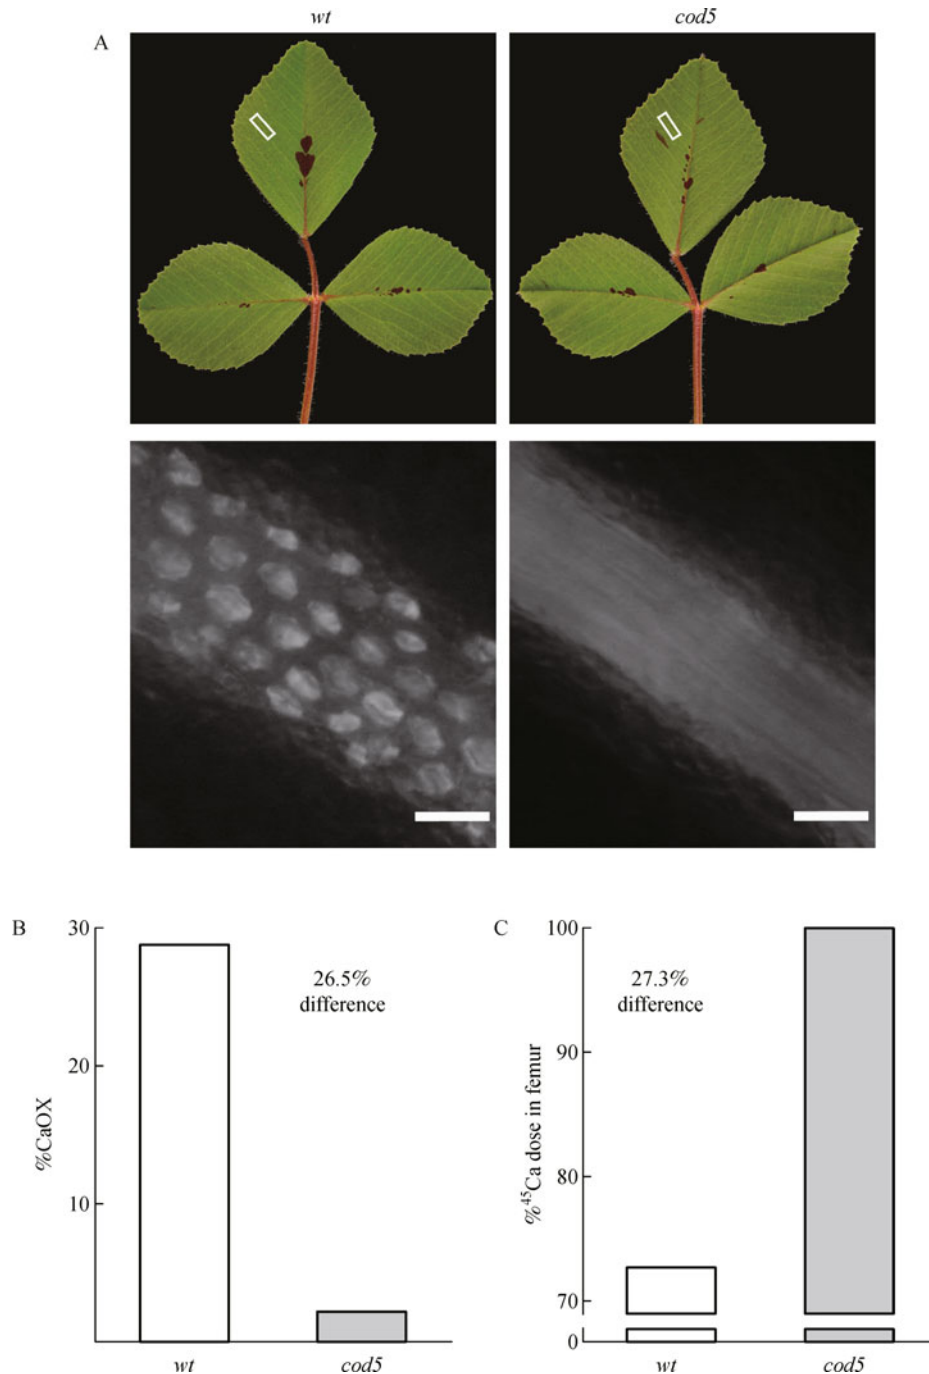 wt
cod5
A
B
30
20
10
%CaOX
26.5%
difference
wt
cod5
C
100
90
80
70
0
%⁴⁵Ca dose in femur
27.3%
difference
wt
cod5